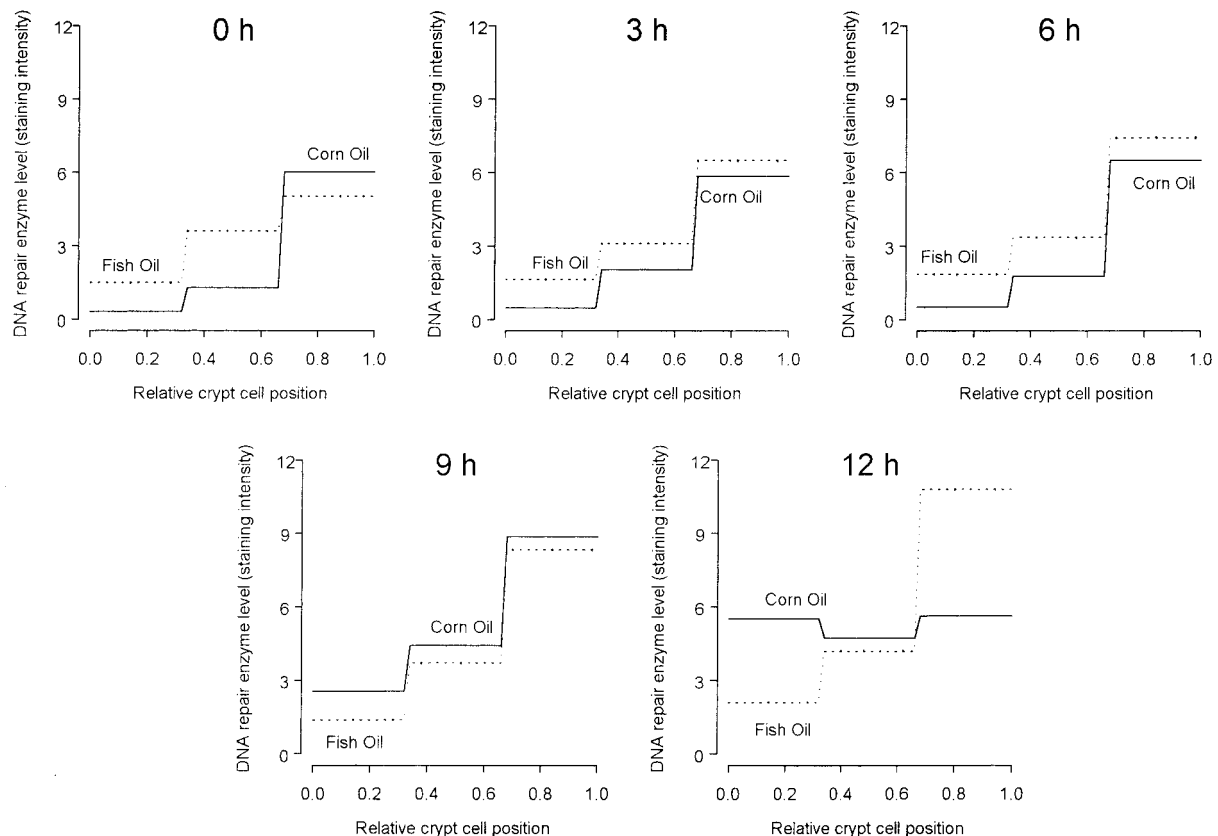 0 h
DNA repair enzyme level (staining intensity)
12
9
6
3
0
Corn Oil
Fish Oil
0.0 0.2 0.4 0.6 0.8 1.0
Relative crypt cell position
3 h
DNA repair enzyme level (staining intensity)
12
9
6
3
0
Corn Oil
Fish Oil
0.0 0.2 0.4 0.6 0.8 1.0
Relative crypt cell position
6 h
DNA repair enzyme level (staining intensity)
12
9
6
3
0
Corn Oil
Fish Oil
0.0 0.2 0.4 0.6 0.8 1.0
Relative crypt cell position
9 h
DNA repair enzyme level (staining intensity)
12
9
6
3
0
Corn Oil
Fish Oil
0.0 0.2 0.4 0.6 0.8 1.0
Relative crypt cell position
12 h
DNA repair enzyme level (staining intensity)
12
9
6
3
0
Corn Oil
Fish Oil
0.0 0.2 0.4 0.6 0.8 1.0
Relative crypt cell position